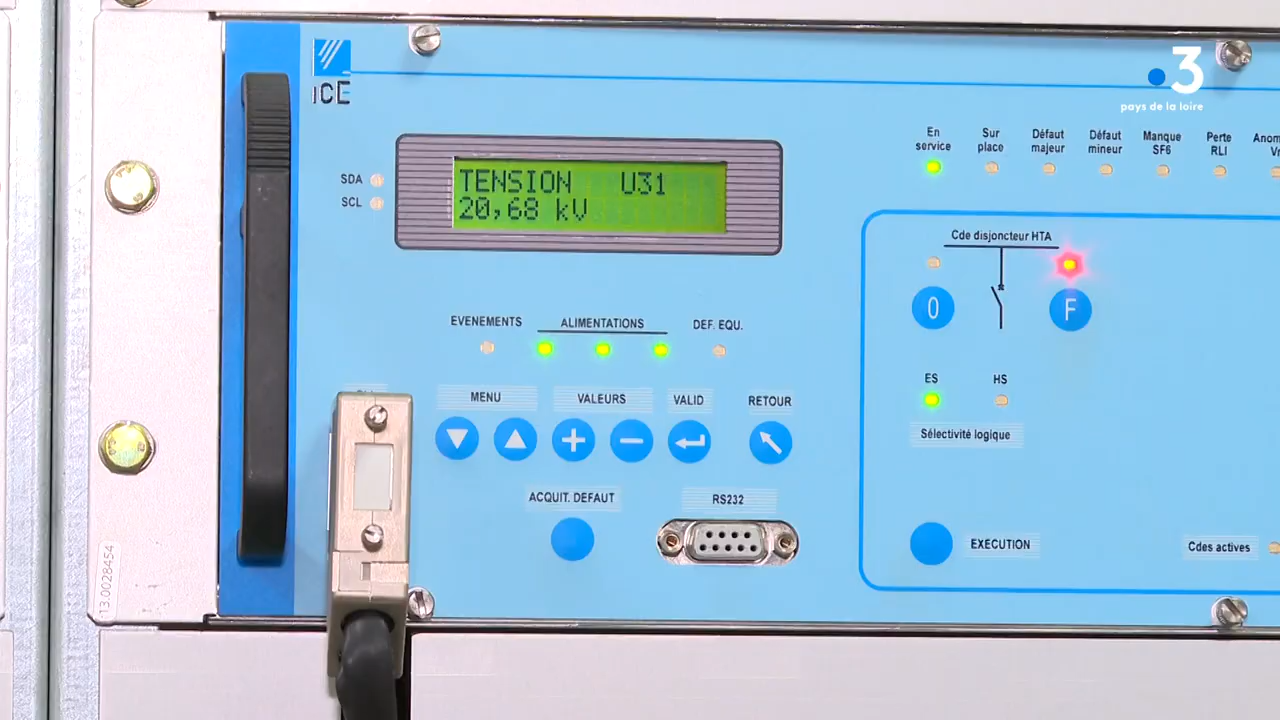 3
pays de la loire
ICE
SDA
SCL
TENSION U31
20,68 kV
EVENEMENTS
ALIMENTATIONS
DEF. EQU.
MENU
VALEURS
VALID
RETOUR
ACQUIT. DEFAUT
RS232
13.0028454
En service
Sur place
Défaut majeur
Défaut mineur
Manque SF6
Perte RLI
Cde disjoncteur HTA
O
F
ES
HS
Sélectivité logique
EXECUTION
Cdes actives